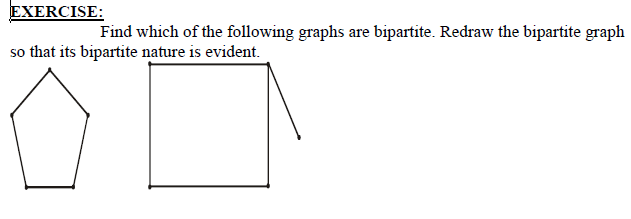 EXERCISE:
Find which of the following graphs are bipartite. Redraw the bipartite graph
so that its bipartite nature is evident.